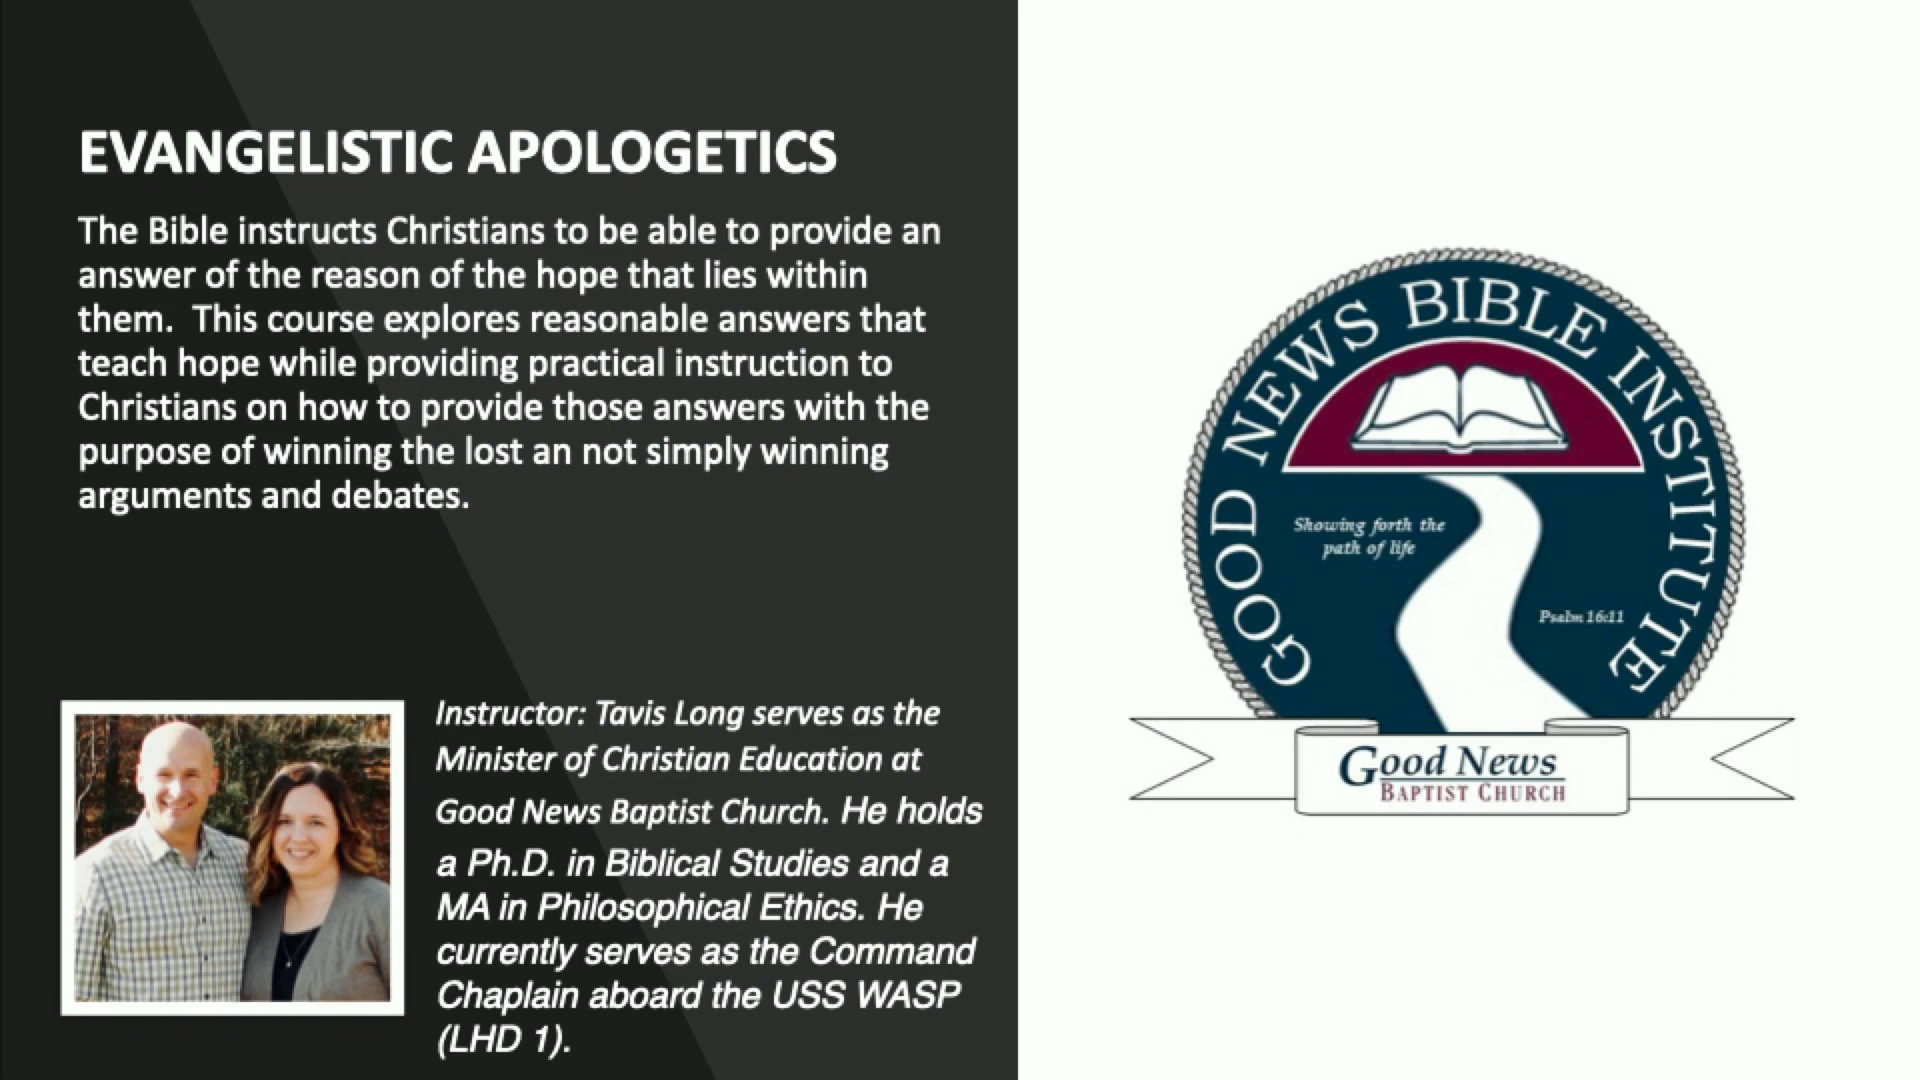 EVANGELISTIC APOLOGETICS
The Bible instructs Christians to be able to provide an
answer of the reason of the hope that lies within
them.  This course explores reasonable answers that
teach hope while providing practical instruction to
Christians on how to provide those answers with the
purpose of winning the lost an not simply winning
arguments and debates.
Instructor: Tavis Long serves as the
Minister of Christian Education at
Good News Baptist Church. He holds
a Ph.D. in Biblical Studies and a
MA in Philosophical Ethics. He
currently serves as the Command
Chaplain aboard the USS WASP
(LHD 1).
GOOD NEWS BIBLE INSTITUTE
Showing forth the
path of life
Psalm 16:11
Good News
BAPTIST CHURCH